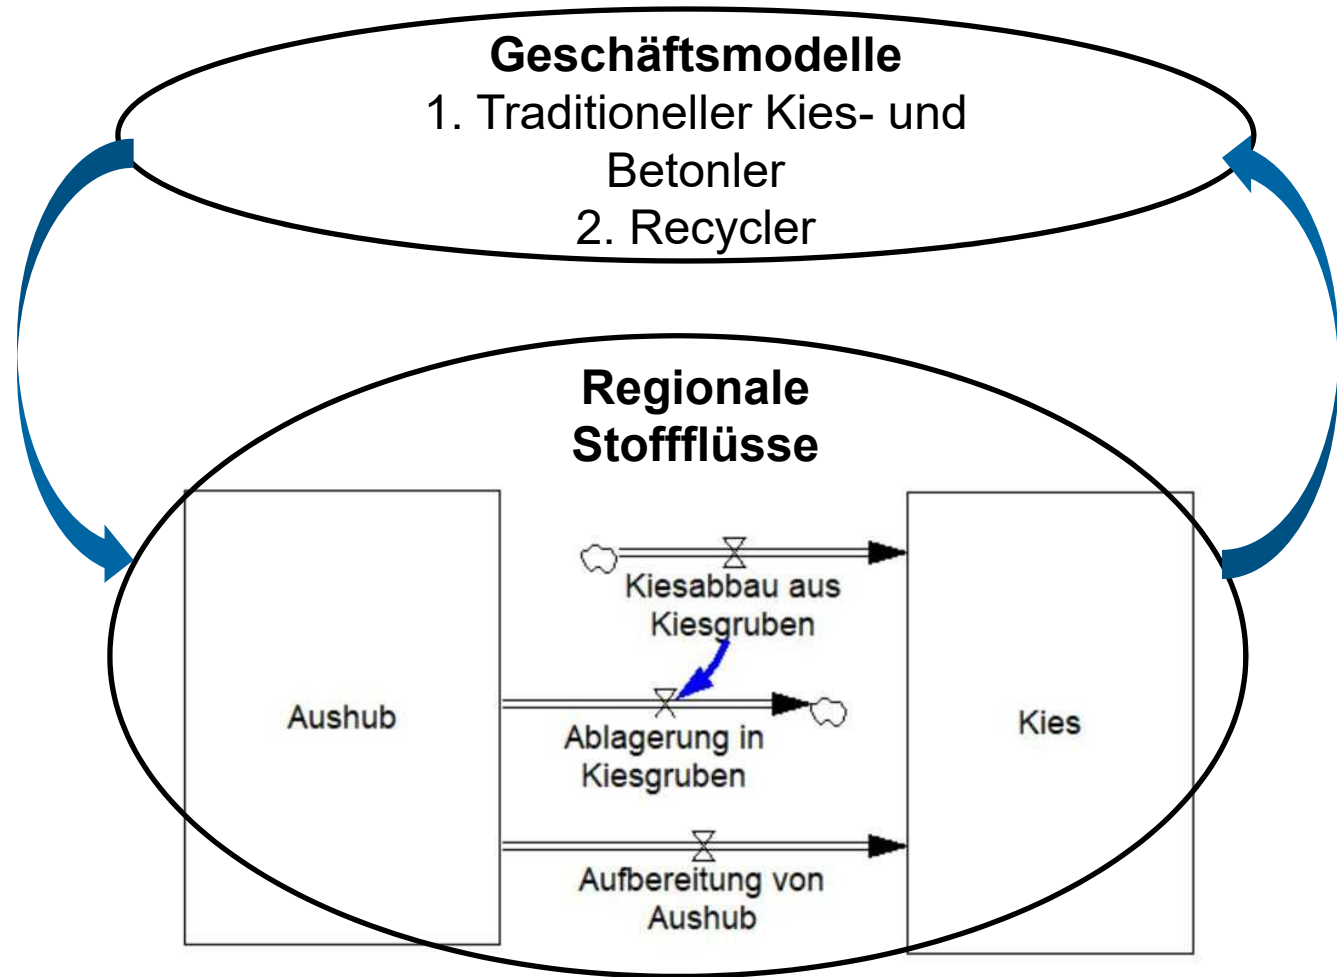 Geschäftsmodelle
1. Traditioneller Kies- und
Betonler
2. Recycler
Regionale
Stoffflüsse
Kiesabbau aus
Kiesgruben
Aushub
Ablagerung in
Kiesgruben
Kies
Aufbereitung von
Aushub